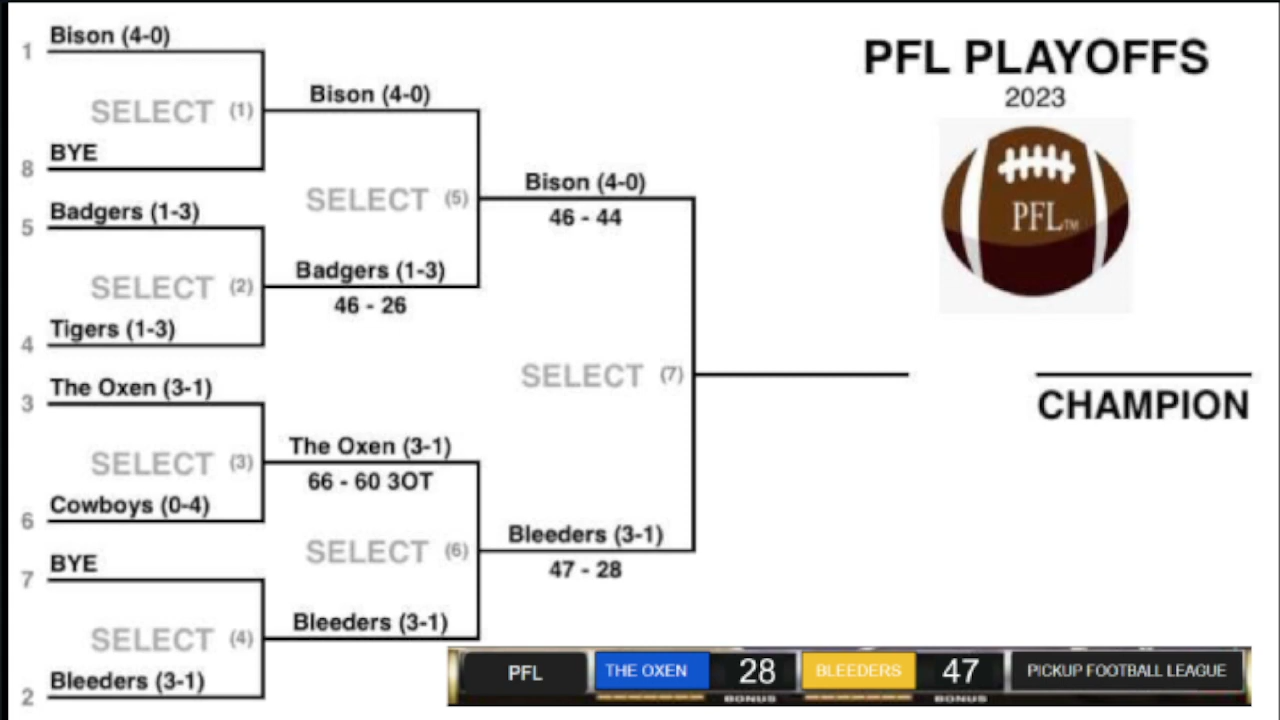 PFL PLAYOFFS
2023
PFL TM
1 Bison (4-0)
SELECT (1)
8 BYE
5 Badgers (1-3)
SELECT (2)
4 Tigers (1-3)
3 The Oxen (3-1)
SELECT (3)
6 Cowboys (0-4)
7 BYE
SELECT (4)
2 Bleeders (3-1)
Bison (4-0)
SELECT (5)
Badgers (1-3)
46 - 26
The Oxen (3-1)
66 - 60 3OT
SELECT (6)
Bleeders (3-1)
Bison (4-0)
46 - 44
SELECT (7)
Bleeders (3-1)
47 - 28
CHAMPION
PFL THE OXEN 28 BLEEDERS 47 PICKUP FOOTBALL LEAGUE
BONUS BONUS